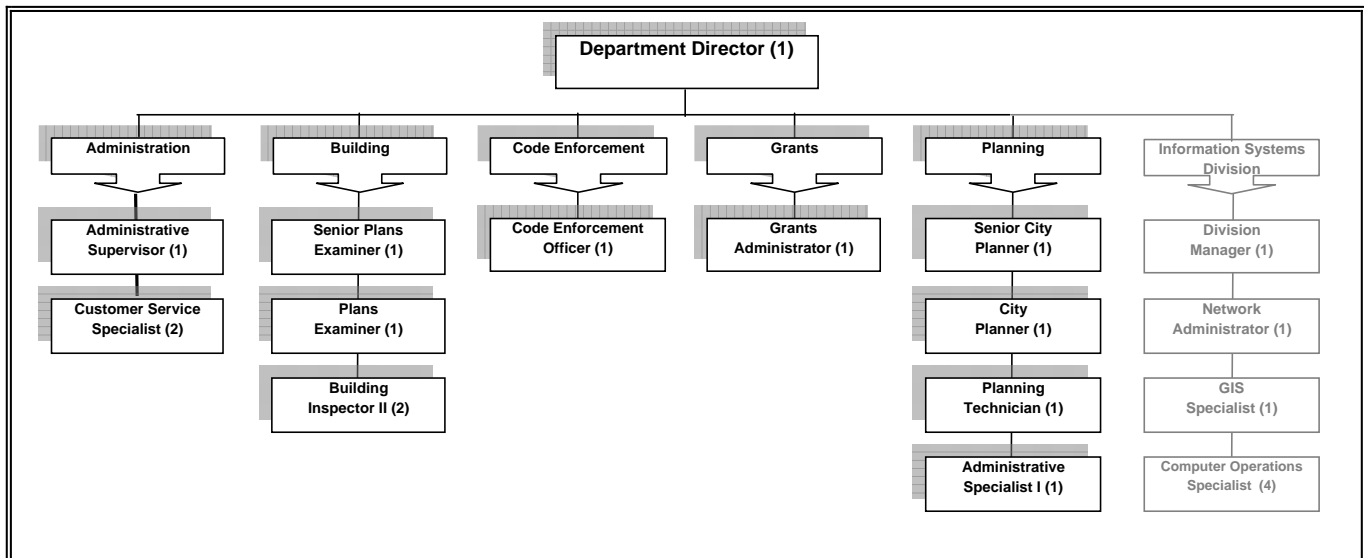 Department Director (1)
Administration
Building
Code Enforcement
Grants
Planning
Information Systems
Division
Administrative
Supervisor (1)
Senior Plans
Examiner (1)
Code Enforcement
Officer (1)
Grants
Administrator (1)
Senior City
Planner (1)
Division
Manager (1)
Customer Service
Specialist (2)
Plans
Examiner (1)
City
Planner (1)
Network
Administrator (1)
Building
Inspector II (2)
Planning
Technician (1)
GIS
Specialist (1)
Administrative
Specialist I (1)
Computer Operations
Specialist (4)